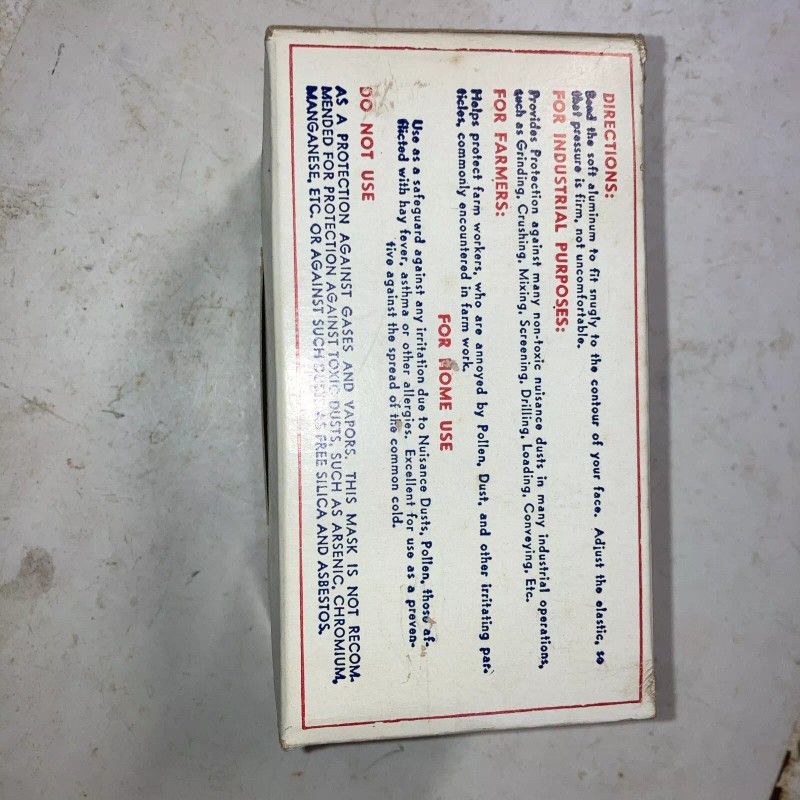 DIRECTIONS:
Bend the soft aluminum to fit snugly to the contour of your face. Adjust the elastic, so
that pressure is firm, not uncomfortable.
FOR INDUSTRIAL PURPOSES:
Provides Protection against many non-toxic nuisance dusts in many industrial operations,
such as Grinding, Crushing, Mixing, Screening, Drilling, Loading, Conveying, Etc.
FOR FARMERS:
Helps protect farm workers, who are annoyed by Pollen, Dust, and other irritating par-
ticles, commonly encountered in farm work.
FOR HOME USE
Use as a safeguard against any irritation due to Nuisance Dusts, Pollen, those af-
flicted with hay fever, asthma or other allergies. Excellent for use as a preven-
tive against the spread of the common cold.
DO NOT USE
AS A PROTECTION AGAINST GASES AND VAPORS. THIS MASK IS NOT RECOM-
MENDED FOR PROTECTION AGAINST TOXIC DUSTS, SUCH AS ARSENIC, CHROMIUM,
MANGANESE, ETC. OR AGAINST SUCH DUST AS FREE SILICA AND ASBESTOS.